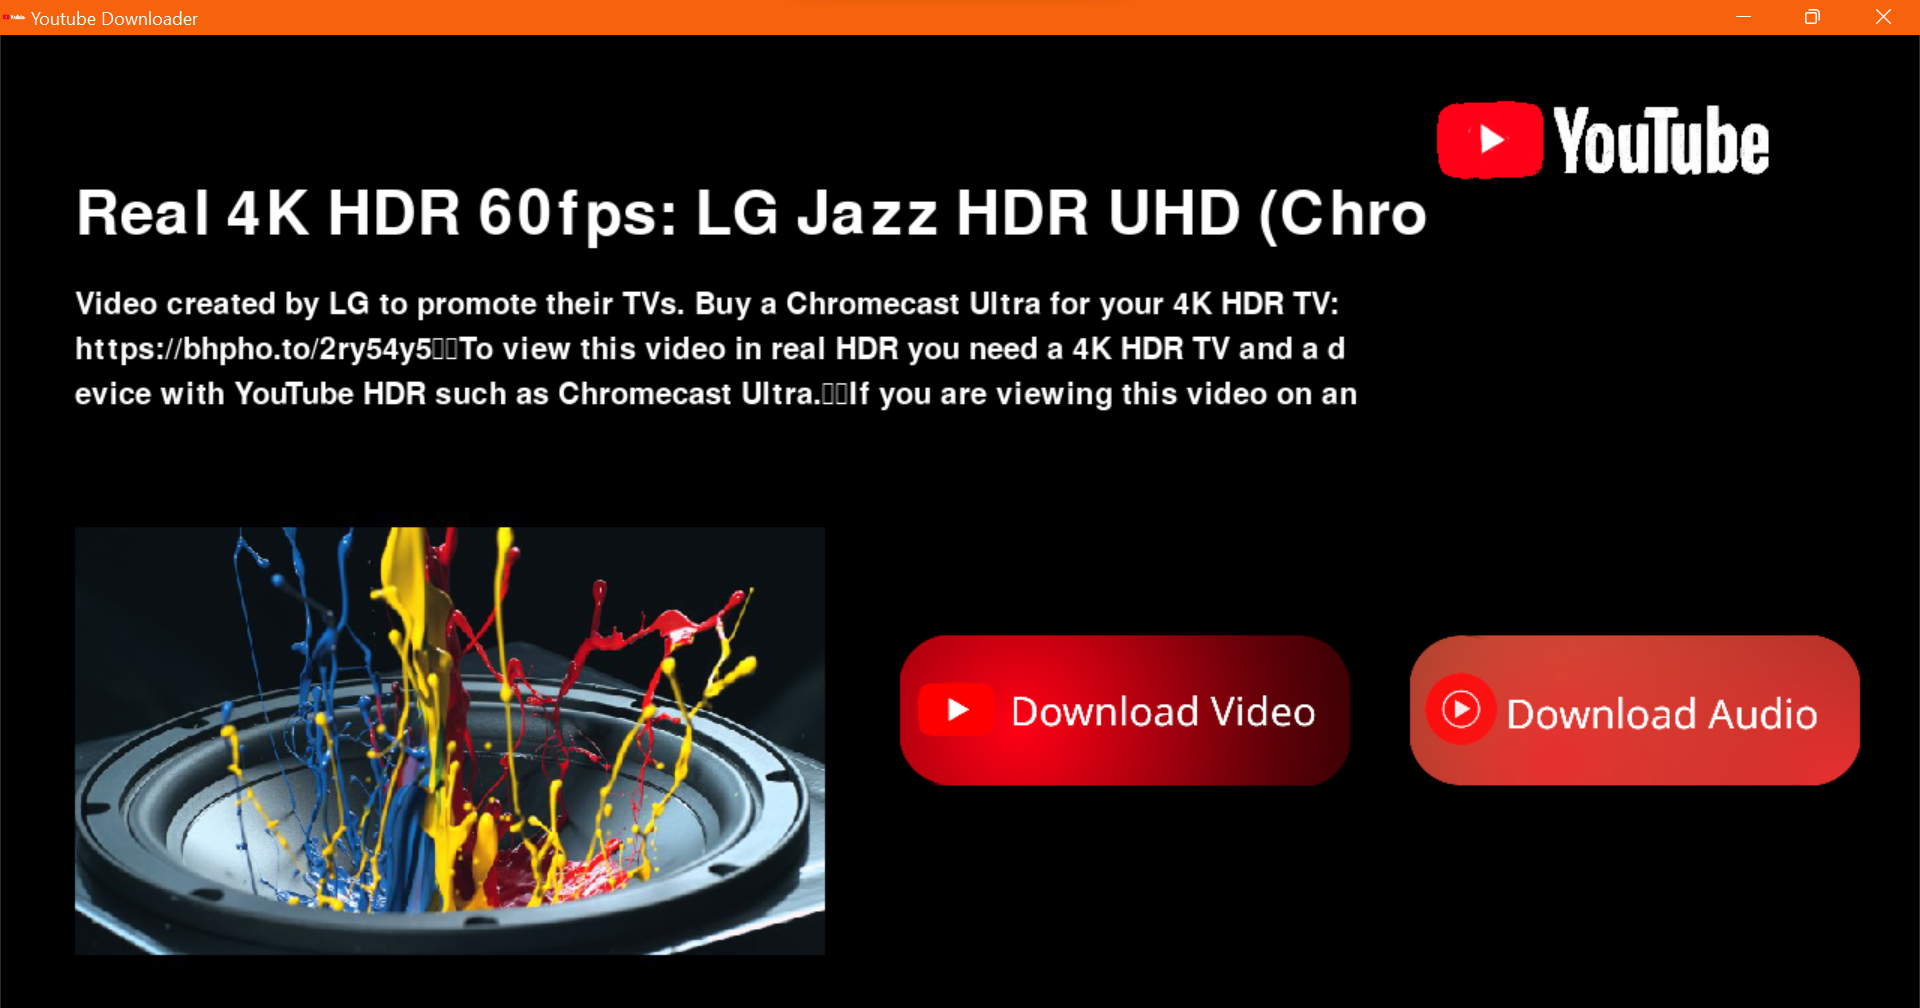 Youtube Downloader
YouTube
Real 4K HDR 60fps: LG Jazz HDR UHD (Chro
Video created by LG to promote their TVs. Buy a Chromecast Ultra for your 4K HDR TV:
https://bhpho.to/2ry54y5▯▯To view this video in real HDR you need a 4K HDR TV and a d
evice with YouTube HDR such as Chromecast Ultra.▯▯If you are viewing this video on an
Download Video
Download Audio